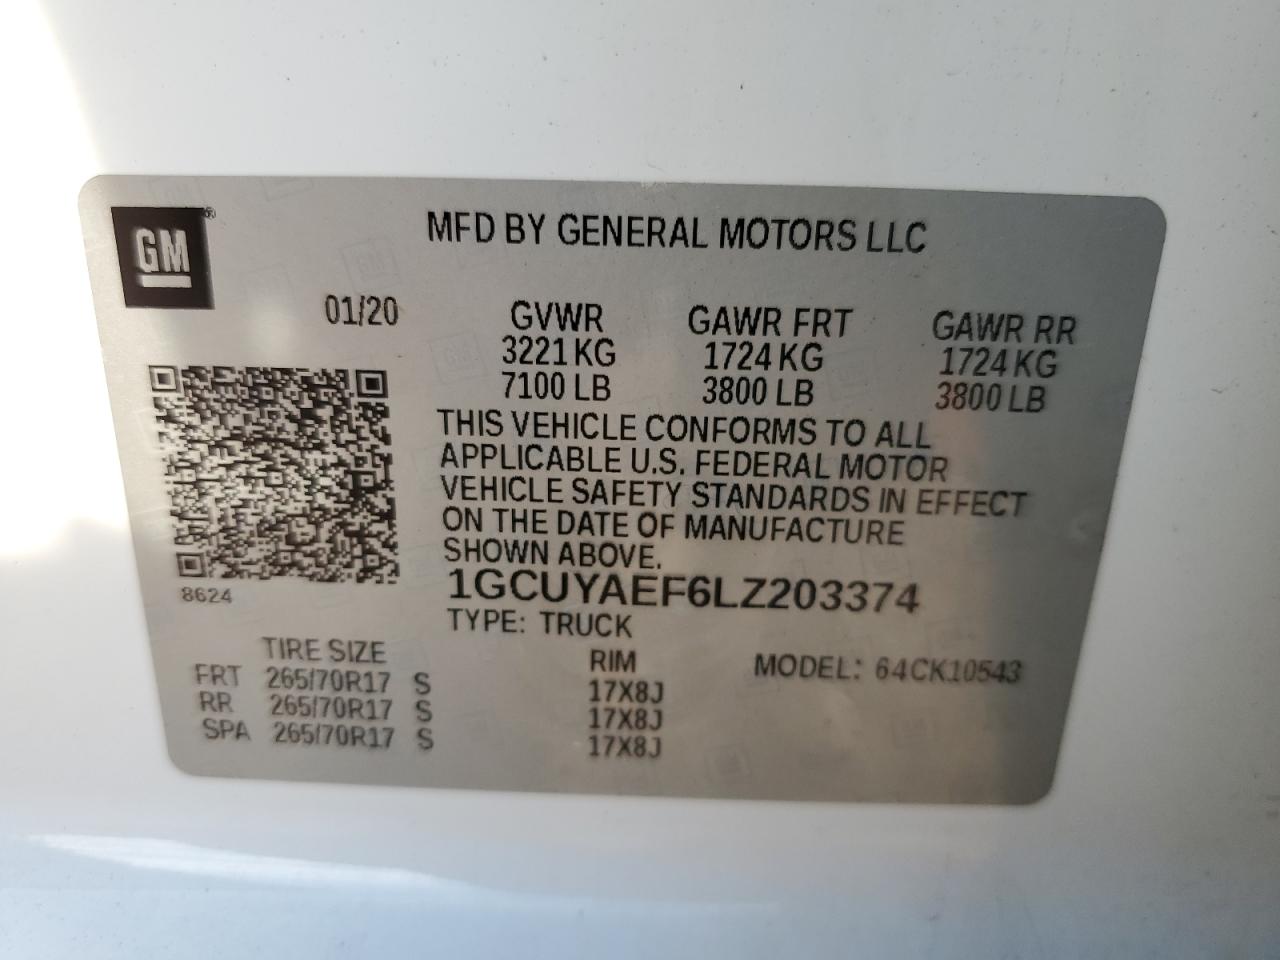 GM
MFD BY GENERAL MOTORS LLC
01/20 GVWR GAWR FRT GAWR RR
3221 KG 1724 KG 1724 KG
7100 LB 3800 LB 3800 LB
THIS VEHICLE CONFORMS TO ALL
APPLICABLE U.S. FEDERAL MOTOR
VEHICLE SAFETY STANDARDS IN EFFECT
ON THE DATE OF MANUFACTURE
SHOWN ABOVE.
8624
1GCUYAEF6LZ203374
TYPE: TRUCK
TIRE SIZE RIM MODEL: 64CK10543
FRT 265/70R17 S 17X8J
RR 265/70R17 S 17X8J
SPA 265/70R17 S 17X8J